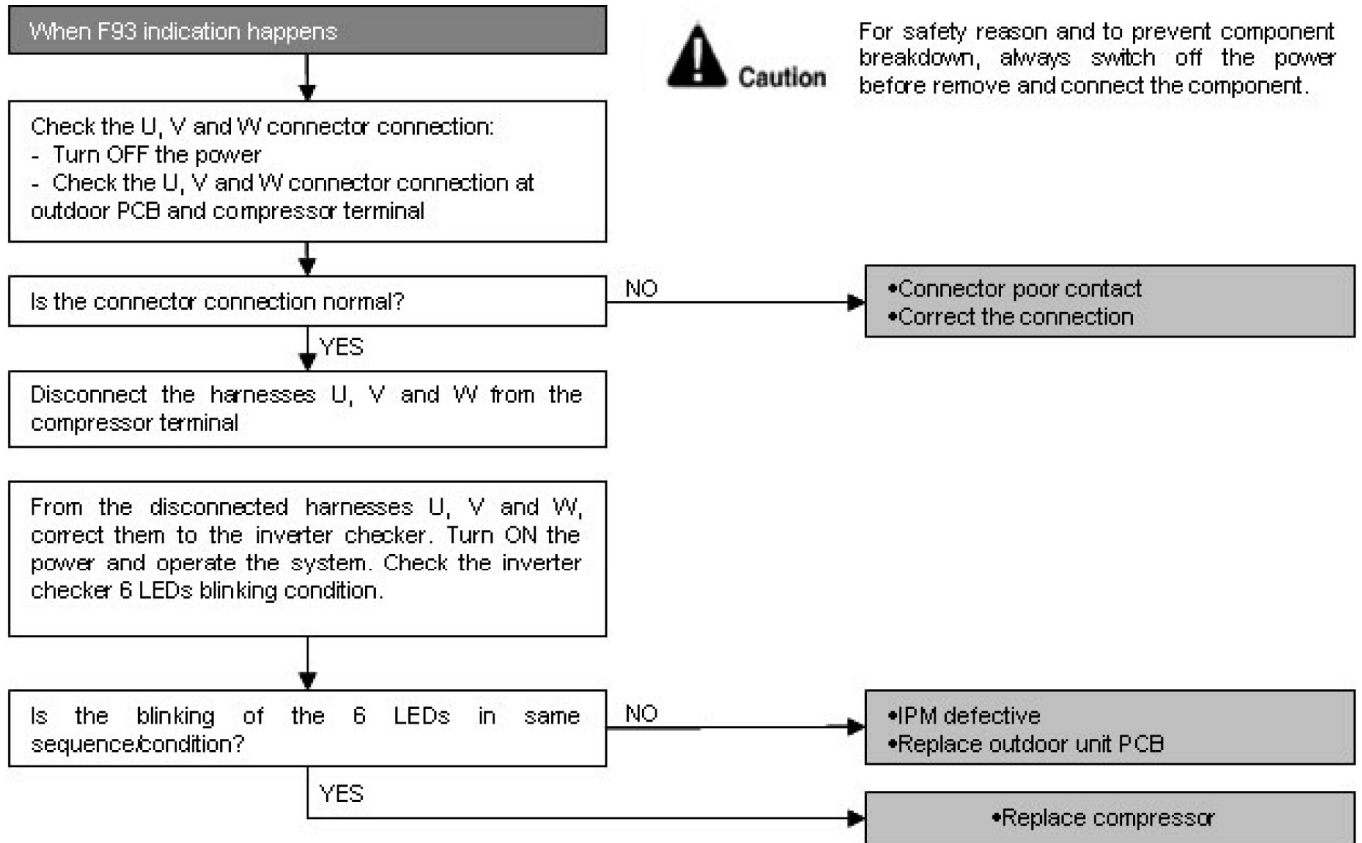 When F93 indication happens
Caution
For safety reason and to prevent component
breakdown, always switch off the power
before remove and connect the component.
Check the U, V and W connector connection:
- Turn OFF the power
- Check the U, V and W connector connection at
outdoor PCB and compressor terminal
Is the connector connection normal?
NO
•Connector poor contact
•Correct the connection
YES
Disconnect the harnesses U, V and W from the
compressor terminal
From the disconnected harnesses U, V and W,
correct them to the inverter checker. Turn ON the
power and operate the system. Check the inverter
checker 6 LEDs blinking condition.
Is the blinking of the 6 LEDs in same
sequence/condition?
NO
•IPM defective
•Replace outdoor unit PCB
YES
•Replace compressor